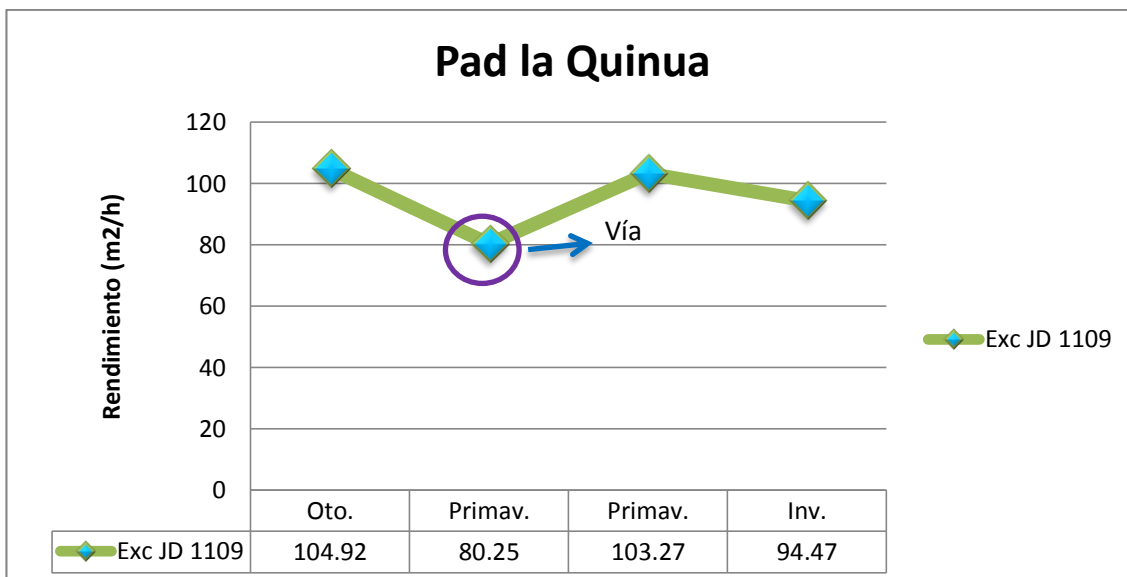 Pad la Quinua
120
100
80
60
40
20
0
Rendimiento (m2/h)
Vía
Exc JD 1109
Oto. Primav. Primav. Inv.
Exc JD 1109 104.92 80.25 103.27 94.47